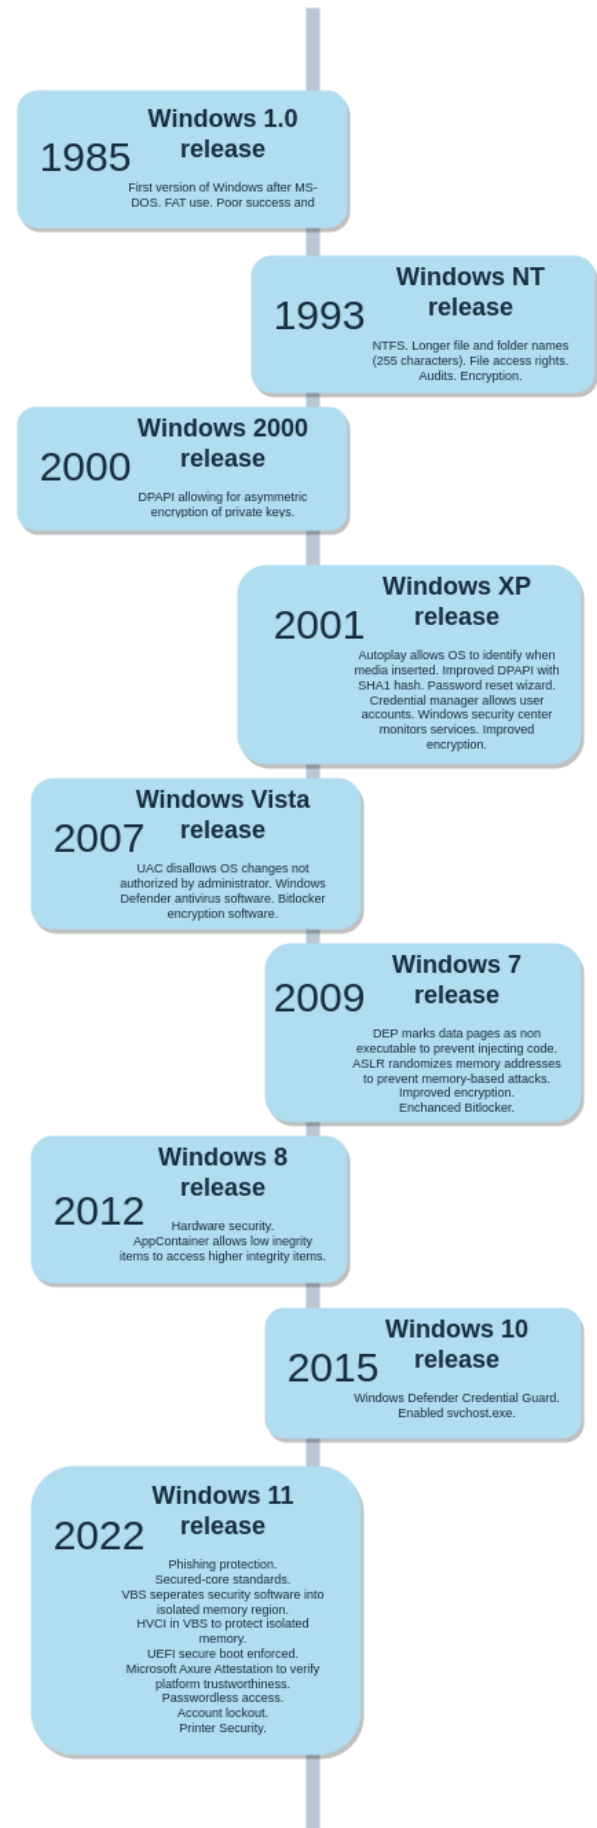 Windows 1.0
release
1985
First version of Windows after MS-
DOS. FAT use. Poor success and
Windows NT
release
1993
NTFS. Longer file and folder names
(255 characters). File access rights.
Audits. Encryption.
Windows 2000
release
2000
DPAPI allowing for asymmetric
encryption of private keys.
Windows XP
release
2001
Autoplay allows OS to identify when
media inserted. Improved DPAPI with
SHA1 hash. Password reset wizard.
Credential manager allows user
accounts. Windows security center
monitors services. Improved
encryption.
Windows Vista
release
2007
UAC disallows OS changes not
authorized by administrator. Windows
Defender antivirus software. Bitlocker
encryption software.
Windows 7
release
2009
DEP marks data pages as non
executable to prevent injecting code.
ASLR randomizes memory addresses
to prevent memory-based attacks.
Improved encryption.
Enchanced Bitlocker.
Windows 8
release
2012
Hardware security.
AppContainer allows low inegrity
items to access higher integrity items.
Windows 10
release
2015
Windows Defender Credential Guard.
Enabled svchost.exe.
Windows 11
release
2022
Phishing protection.
Secured-core standards.
VBS seperates security software into
isolated memory region.
HVCI in VBS to protect isolated
memory.
UEFI secure boot enforced.
Microsoft Axure Attestation to verify
platform trustworthiness.
Passwordless access.
Account lockout.
Printer Security.